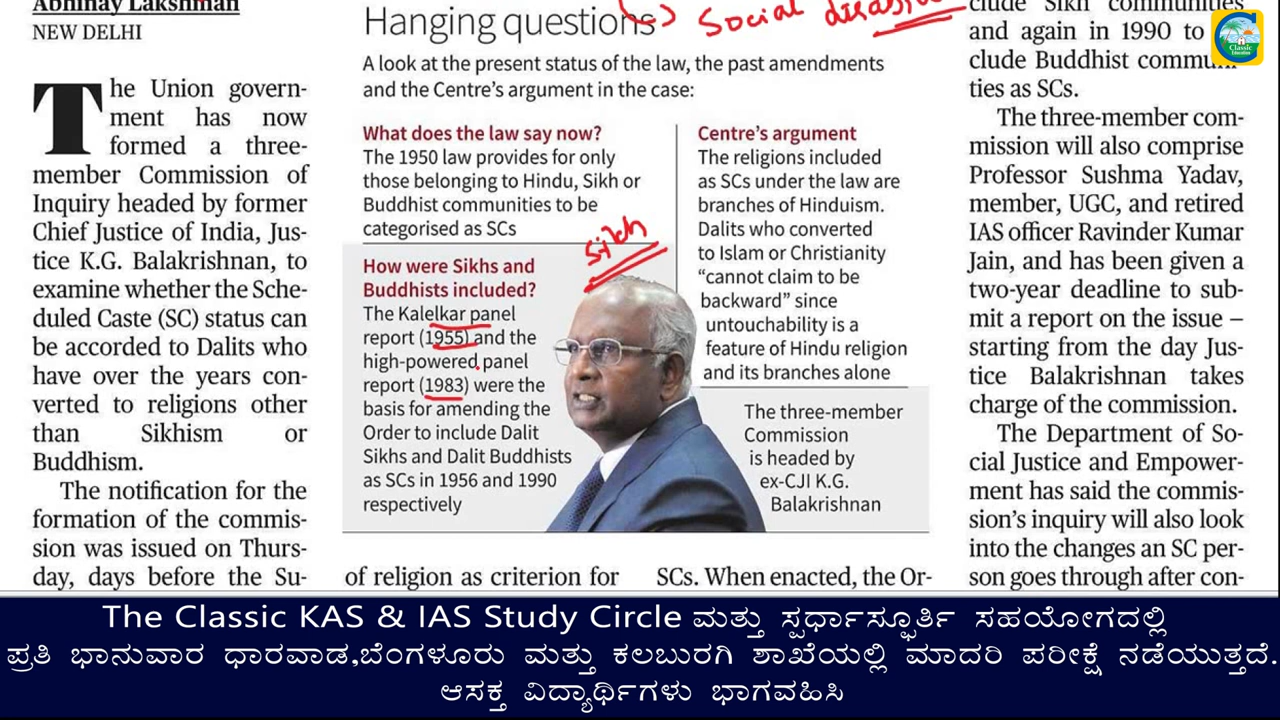 Abhinay Lakshman
NEW DELHI
The Union govern-
ment has now
formed a three-
member Commission of
Inquiry headed by former
Chief Justice of India, Jus-
tice K.G. Balakrishnan, to
examine whether the Sche-
duled Caste (SC) status can
be accorded to Dalits who
have over the years con-
verted to religions other
than Sikhism or
Buddhism.
The notification for the
formation of the commis-
sion was issued on Thurs-
day, days before the Su-
Social
Hanging questions
A look at the present status of the law, the past amendments
and the Centre's argument in the case:
What does the law say now?
The 1950 law provides for only
those belonging to Hindu, Sikh or
Buddhist communities to be
categorised as SCs
Sikh
How were Sikhs and
Buddhists included?
The Kalelkar panel
report (1955) and the
high-powered panel
report (1983) were the
basis for amending the
Order to include Dalit
Sikhs and Dalit Buddhists
as SCs in 1956 and 1990
respectively
Centre's argument
The religions included
as SCs under the law are
branches of Hinduism.
Dalits who converted
to Islam or Christianity
"cannot claim to be
backward" since
untouchability is a
feature of Hindu religion
and its branches alone
The three-member
Commission
is headed by
ex-CJI K.G.
Balakrishnan
of religion as criterion for
SCs. When enacted, the Or-
clude Sikh communities
and again in 1990 to
clude Buddhist communi-
ties as SCs.
The three-member com-
mission will also comprise
Professor Sushma Yadav,
member, UGC, and retired
IAS officer Ravinder Kumar
Jain, and has been given a
two-year deadline to sub-
mit a report on the issue –
starting from the day Jus-
tice Balakrishnan takes
charge of the commission.
The Department of So-
cial Justice and Empower-
ment has said the commis-
sion's inquiry will also look
into the changes an SC per-
son goes through after con-
Classic
Education
The Classic KAS & IAS Study Circle ಮತ್ತು ಸ್ಪರ್ಧಾಸ್ಫೂರ್ತಿ ಸಹಯೋಗದಲ್ಲಿ
ಪ್ರತಿ ಭಾನುವಾರ ಧಾರವಾಡ,ಬೆಂಗಳೂರು ಮತ್ತು ಕಲಬುರಗಿ ಶಾಖೆಯಲ್ಲಿ ಮಾದರಿ ಪರೀಕ್ಷೆ ನಡೆಯುತ್ತದೆ.
ಆಸಕ್ತ ವಿದ್ಯಾರ್ಥಿಗಳು ಭಾಗವಹಿಸಿ